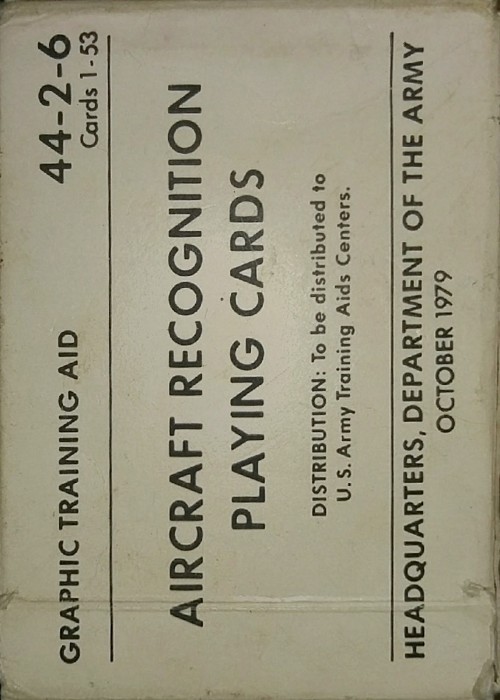 GRAPHIC TRAINING AID 44-2-6
Cards 1-53
AIRCRAFT RECOGNITION
PLAYING CARDS
DISTRIBUTION: To be distributed to
U.S. Army Training Aids Centers.
HEADQUARTERS, DEPARTMENT OF THE ARMY
OCTOBER 1979